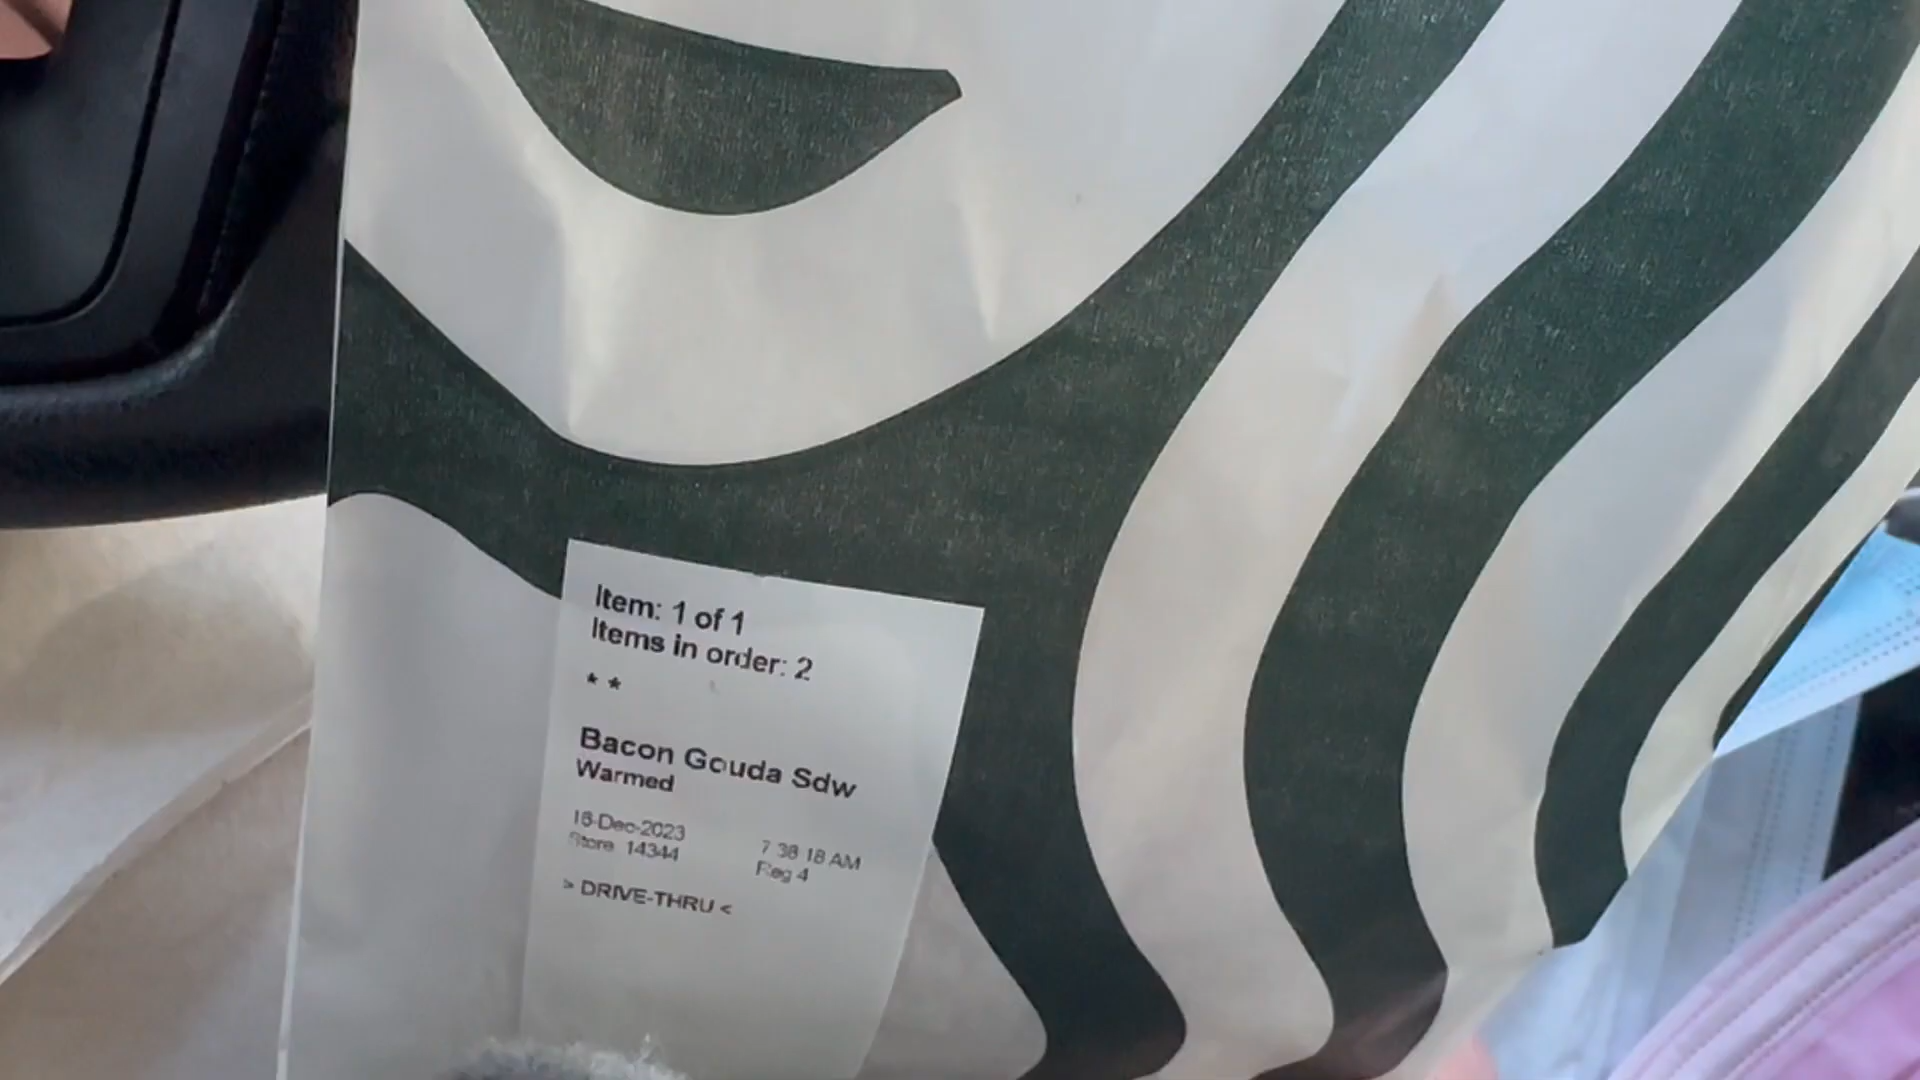 Item: 1 of 1
Items in order: 2
* *
Bacon Gouda Sdw
Warmed
16-Dec-2023 7:38:18 AM
Store 14344 Reg 4
> DRIVE-THRU <